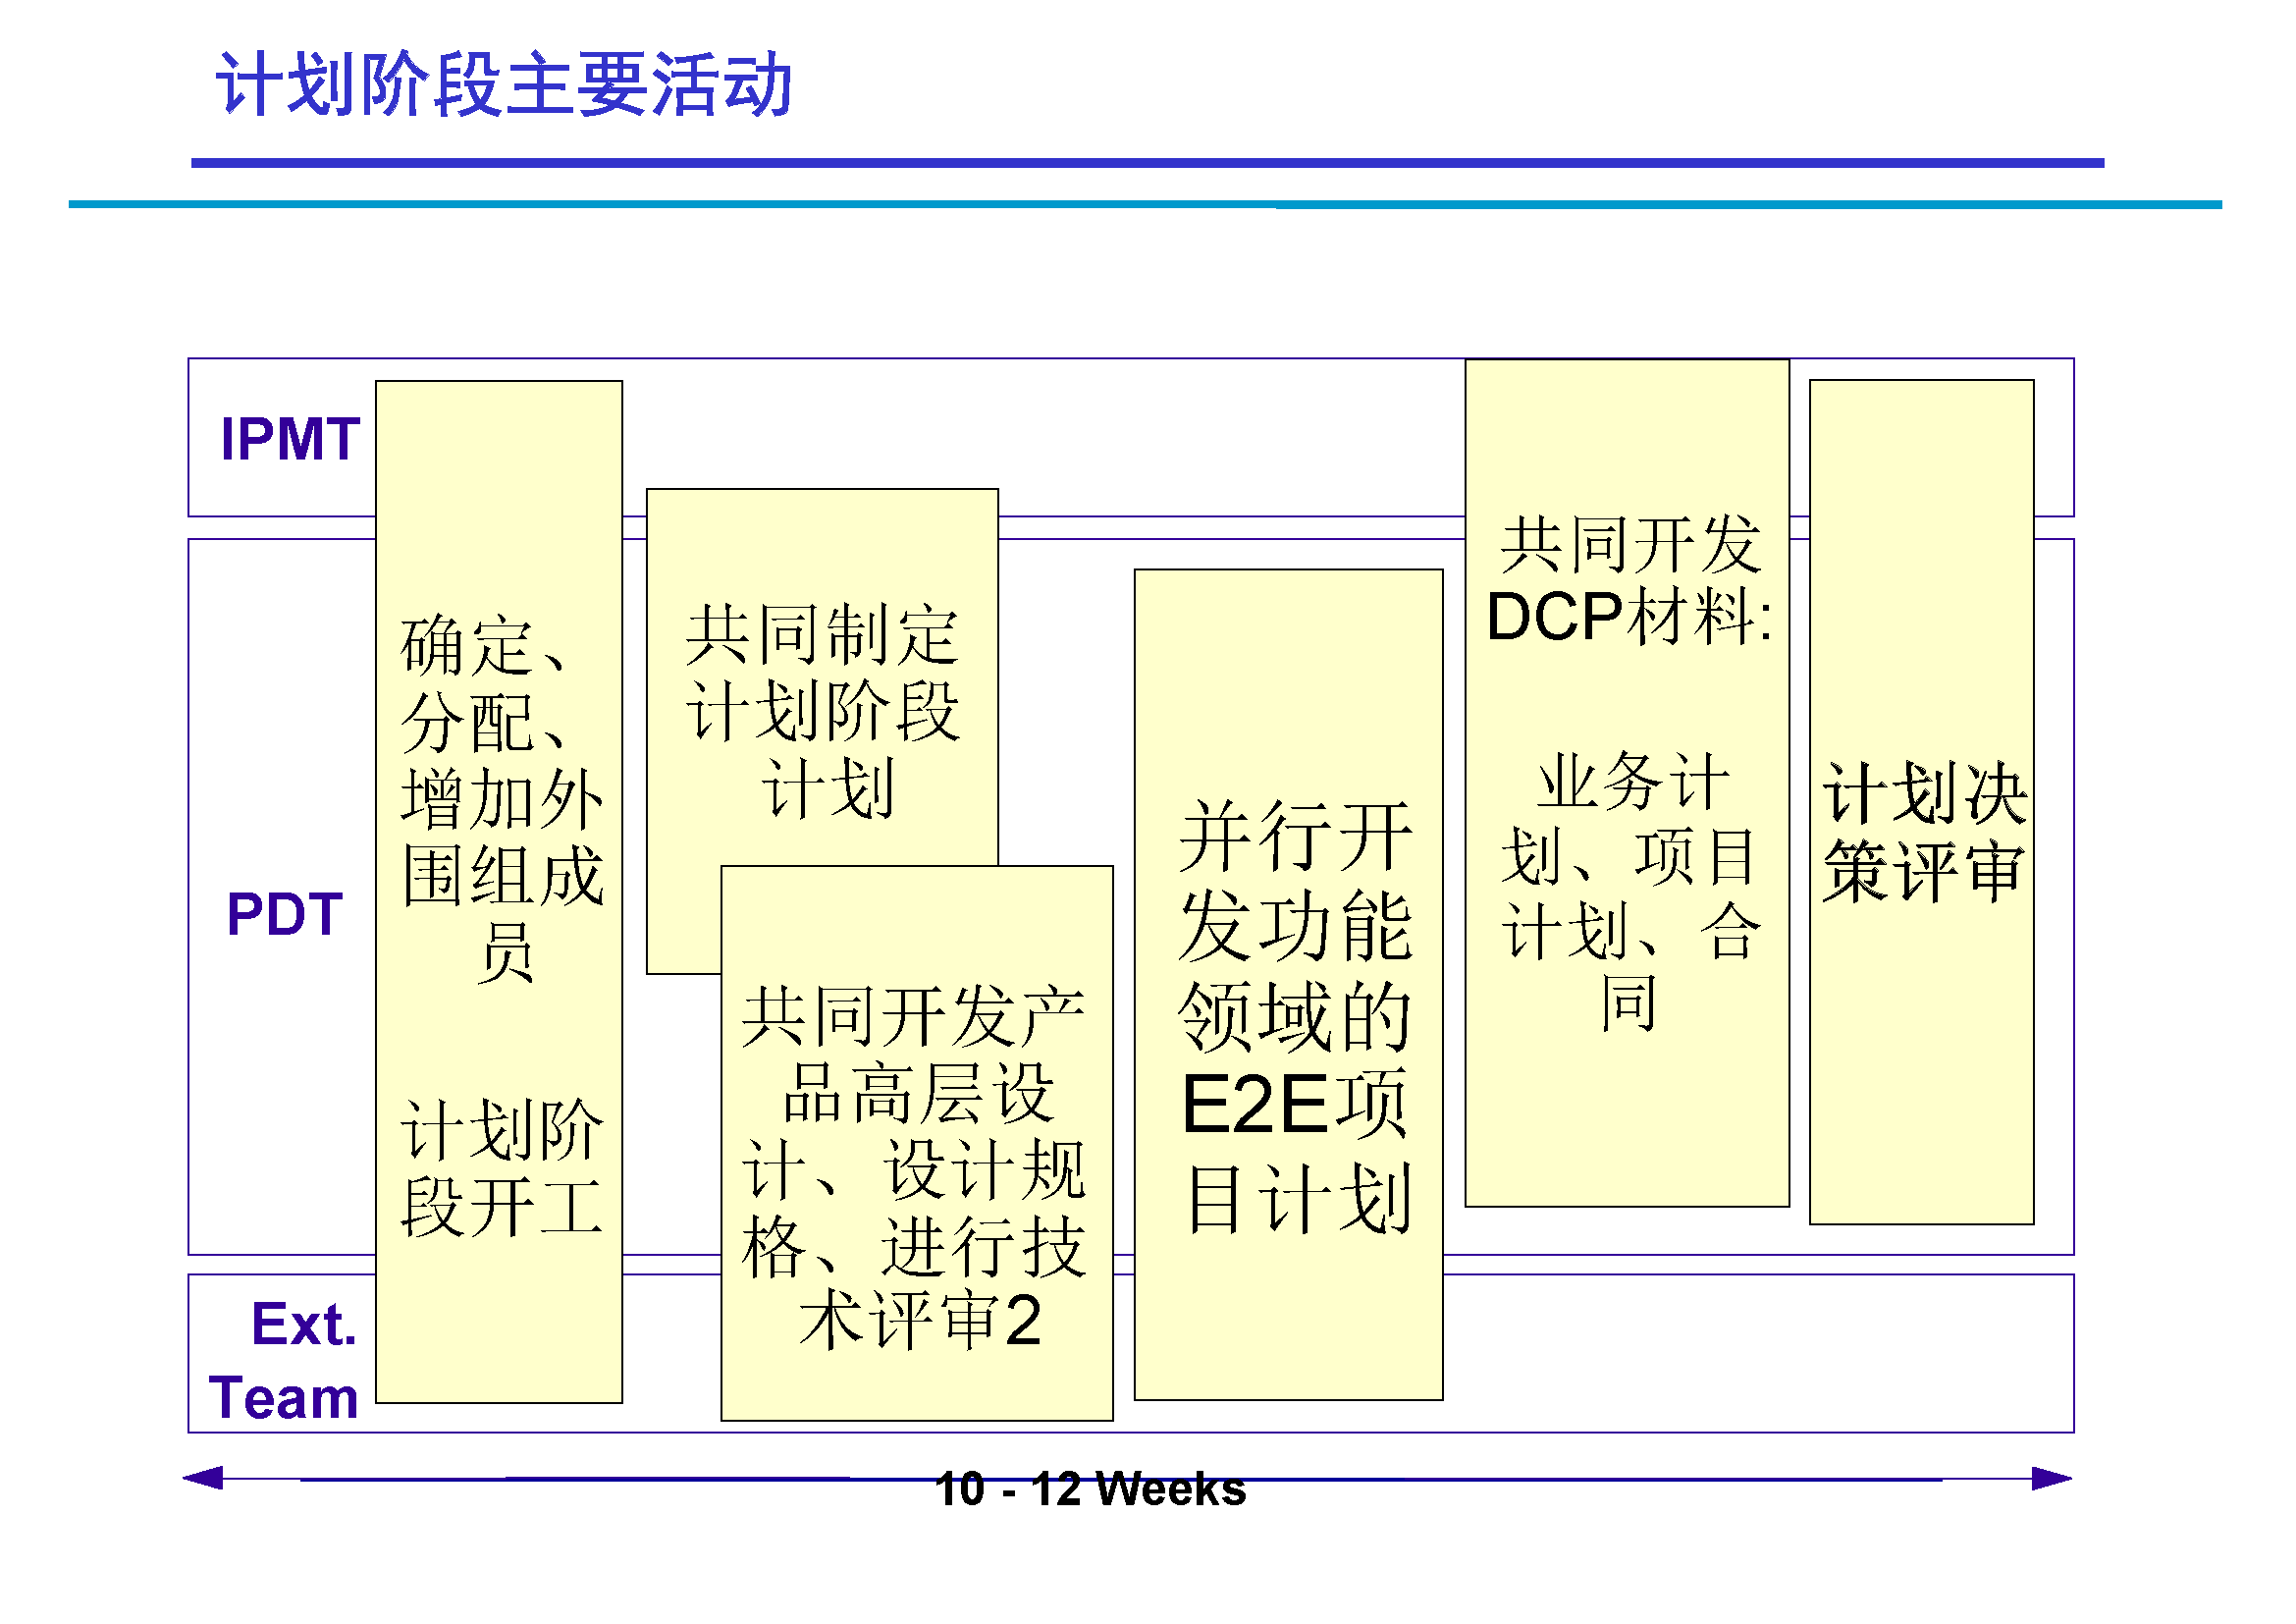 计划阶段主要活动
IPMT
PDT
Ext.
Team
确定、
分配、
增加外
围组成
员
计划阶
段开工
共同制定
计划阶段
计划
共同开发产
品高层设
计、设计规
格、进行技
术评审2
并行开
发功能
领域的
E2E项
目计划
共同开发
DCP材料:
业务计
划、项目
计划、合
同
计划决
策评审
10 - 12 Weeks